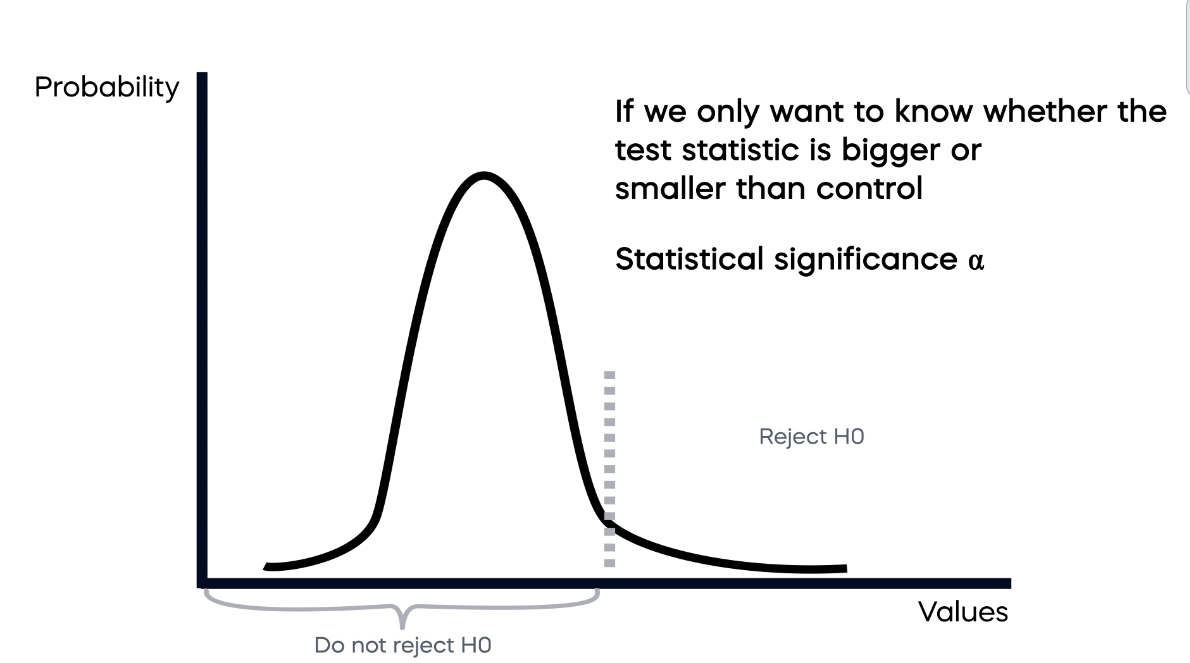 Probability
If we only want to know whether the
test statistic is bigger or
smaller than control
Statistical significance α
Reject H0
Values
Do not reject H0